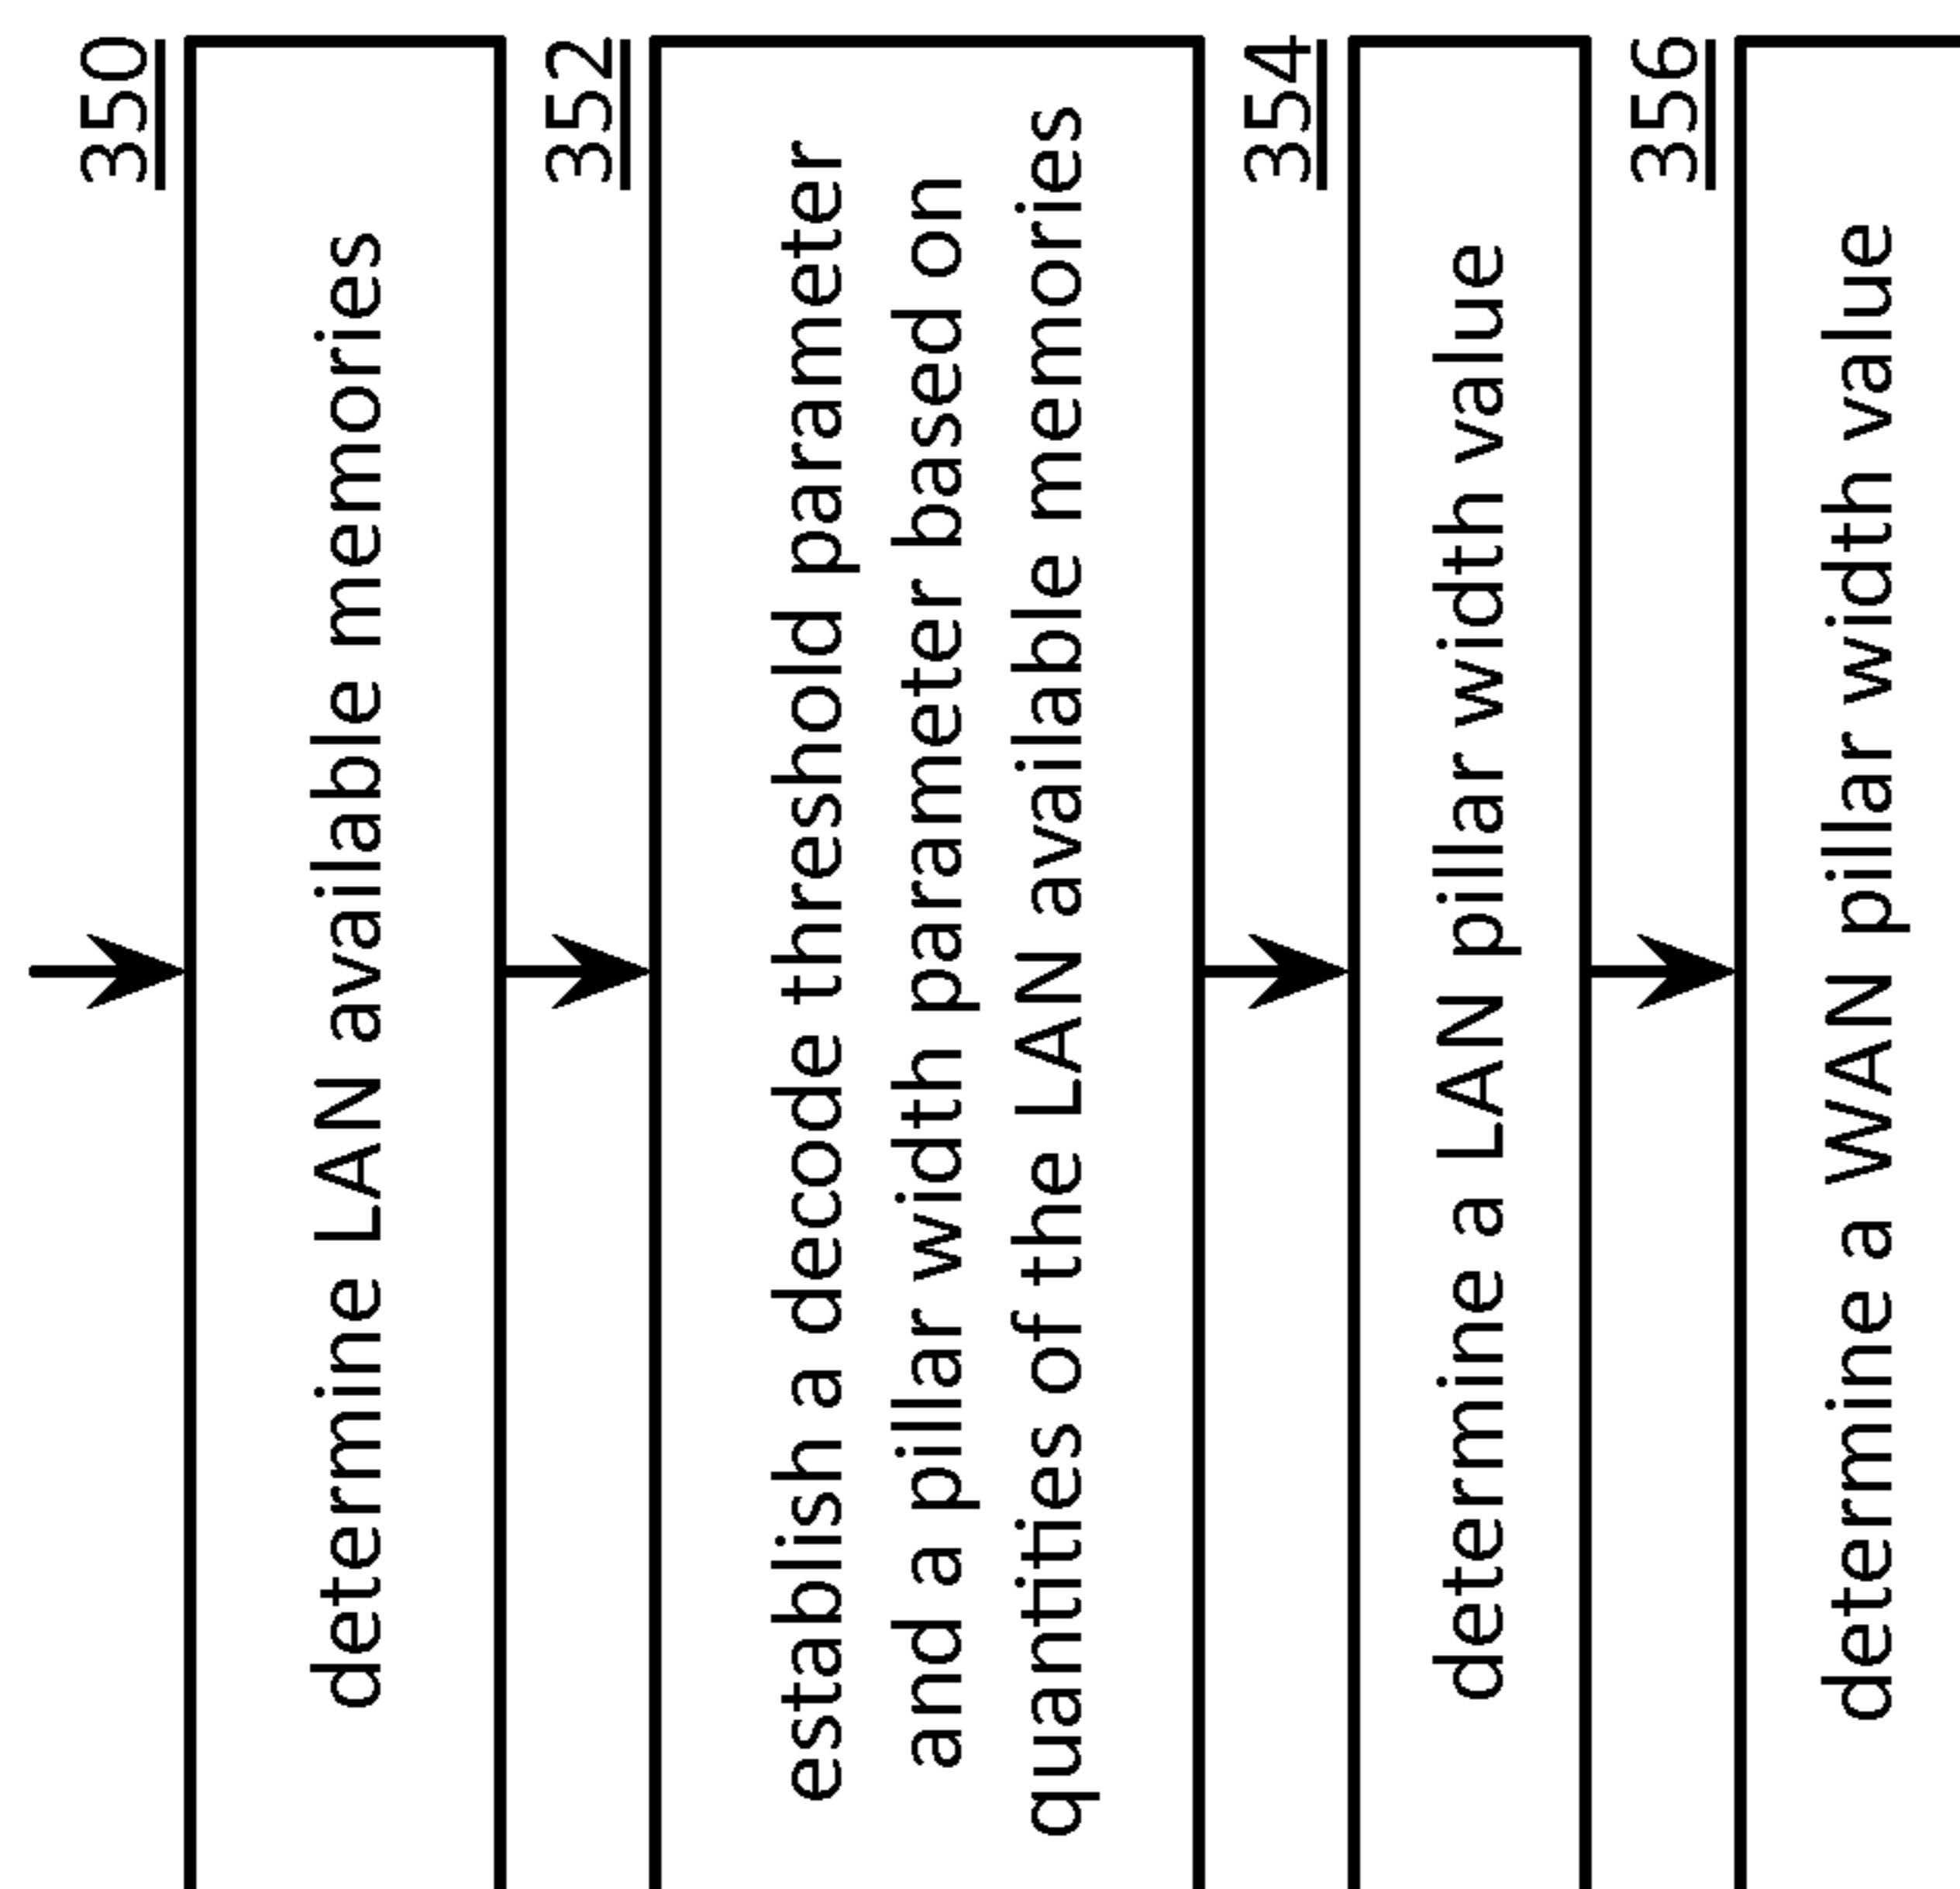 350
determine LAN available memories
352
establish a decode threshold parameter
and a pillar width parameter based on
quantities of the LAN available memories
354
determine a LAN pillar width value
356
determine a WAN pillar width value